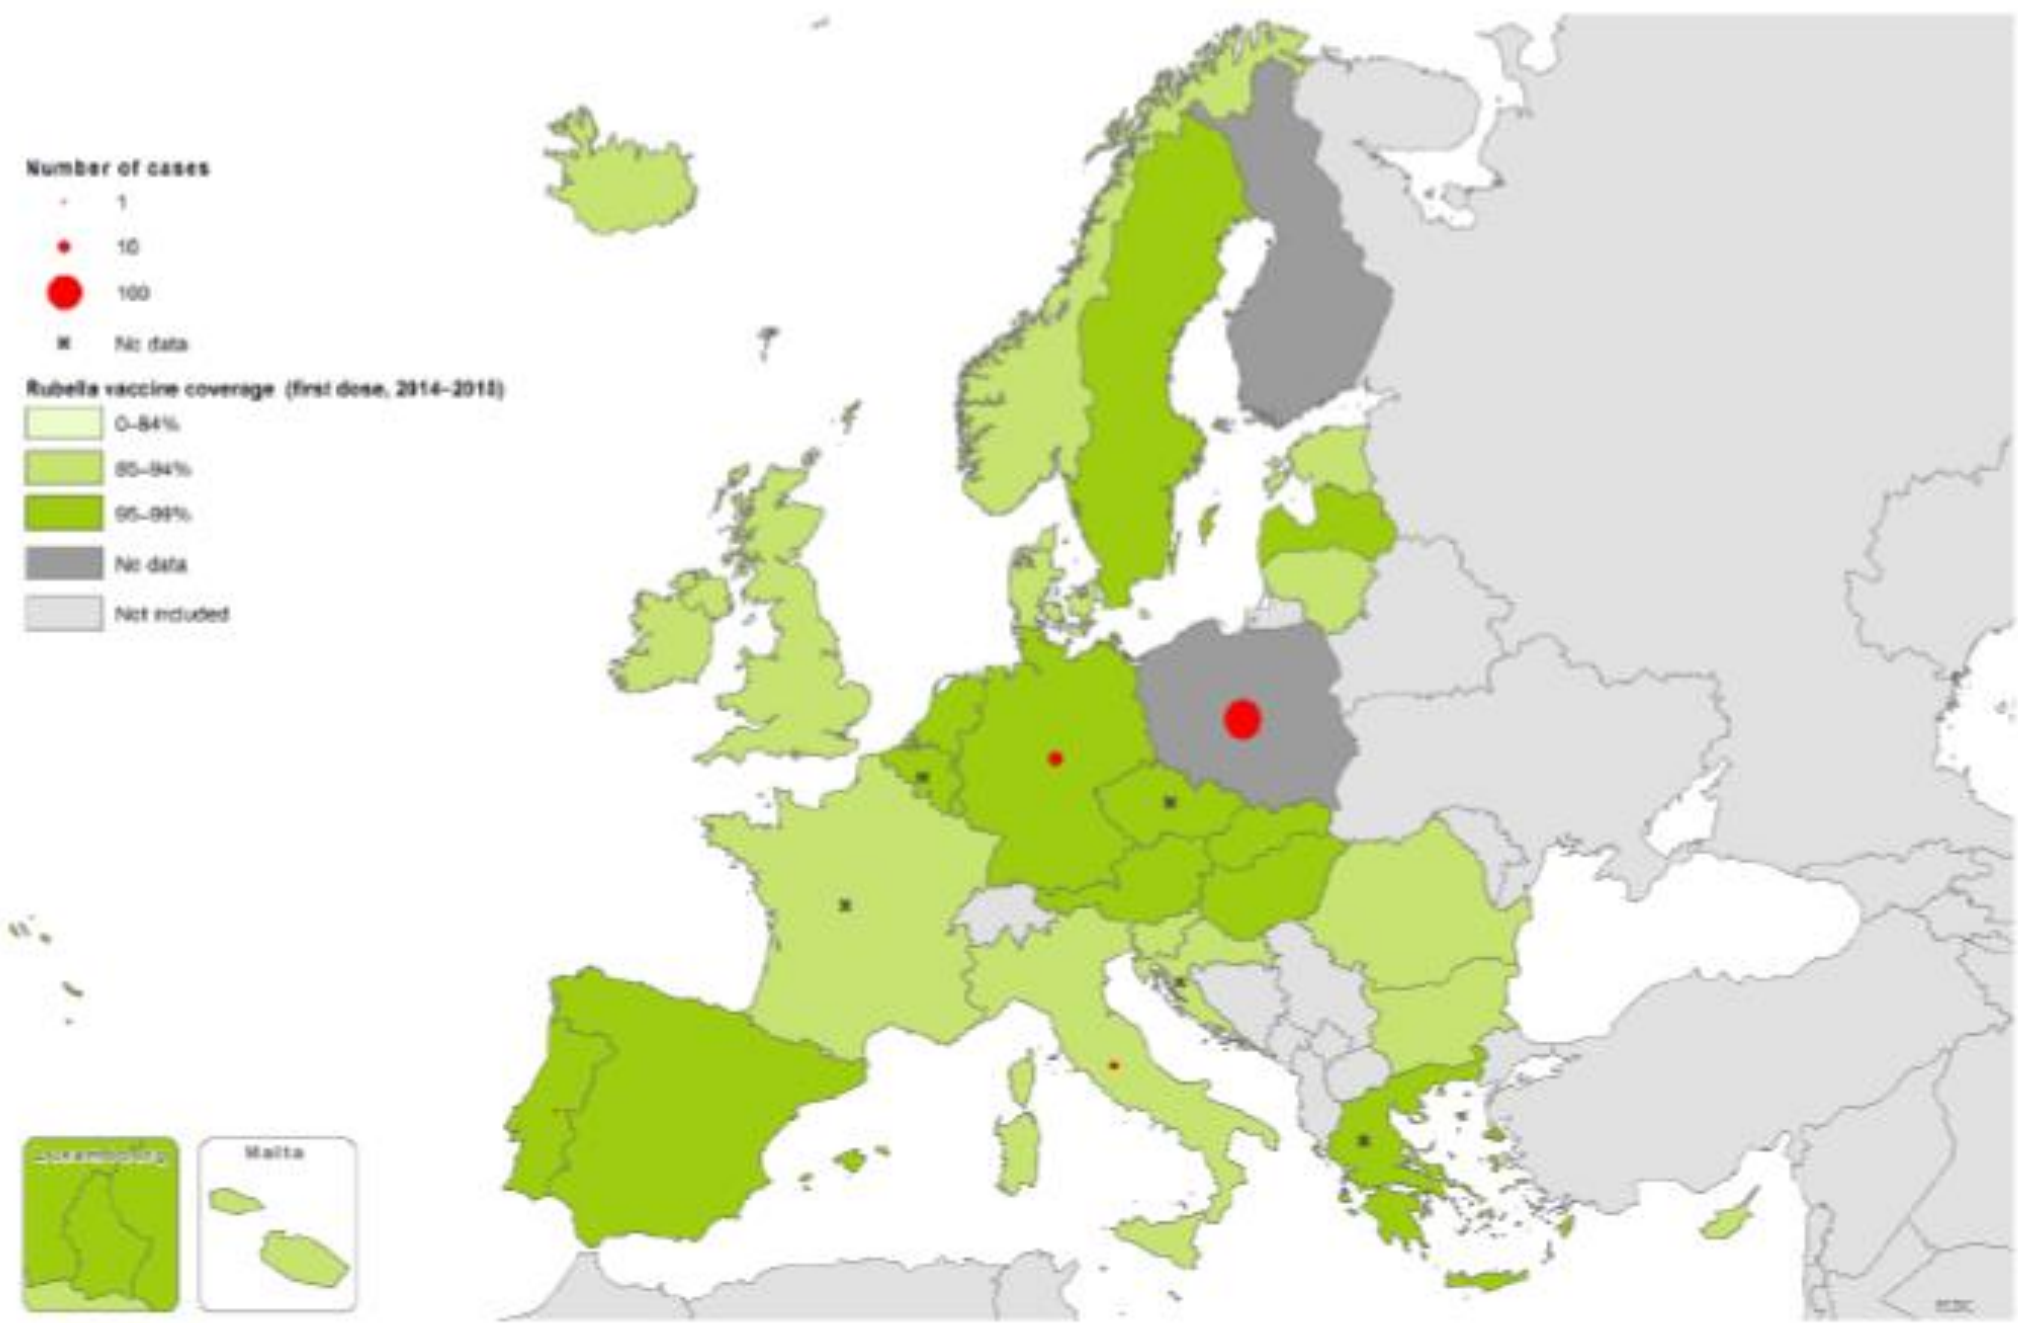 Number of cases
1
10
100
No data
Rubella vaccine coverage (first dose, 2014–2015)
0–84%
85–94%
95–99%
No data
Not included
Luxembourg
Malta